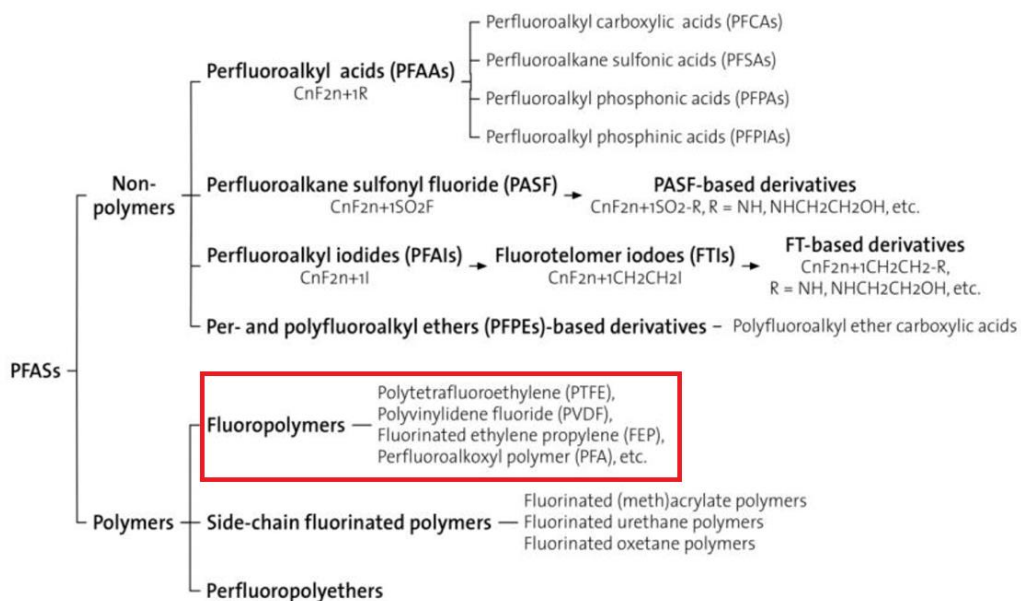 Perfluoroalkyl carboxylic acids (PFCAs)
Perfluoroalkane sulfonic acids (PFSAs)
Perfluoroalkyl phosphonic acids (PFPAs)
Perfluoroalkyl phosphinic acids (PFPIAs)
Perfluoroalkyl acids (PFAAs)
CnF2n+1R
Non-
polymers
Perfluoroalkane sulfonyl fluoride (PASF)
CnF2n+1SO2F
PASF-based derivatives
CnF2n+1SO2-R, R = NH, NHCH2CH2OH, etc.
Perfluoroalkyl iodides (PFAIs)
CnF2n+1I
Fluorotelomer iodoes (FTIs)
CnF2n+1CH2CH2I
FT-based derivatives
CnF2n+1CH2CH2-R,
R = NH, NHCH2CH2OH, etc.
Per- and polyfluoroalkyl ethers (PFPEs)-based derivatives – Polyfluoroalkyl ether carboxylic acids
PFASs
Fluoropolymers
Polytetrafluoroethylene (PTFE),
Polyvinylidene fluoride (PVDF),
Fluorinated ethylene propylene (FEP),
Perfluoroalkoxyl polymer (PFA), etc.
Polymers
Side-chain fluorinated polymers
Fluorinated (meth)acrylate polymers
Fluorinated urethane polymers
Fluorinated oxetane polymers
Perfluoropolyethers